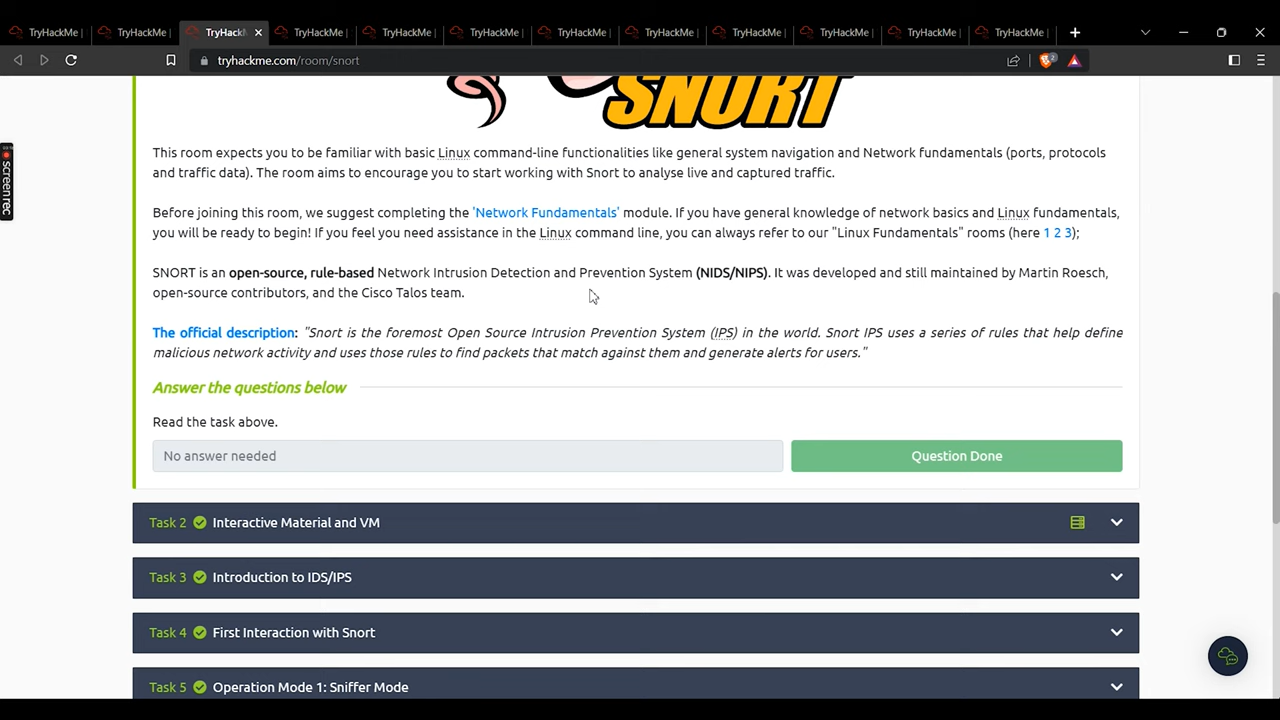 TryHackMe |
TryHackMe |
TryHackM
TryHackMe |
TryHackMe |
TryHackMe |
TryHackMe |
TryHackMe |
TryHackMe |
TryHackMe |
TryHackMe |
TryHackMe |
tryhackme.com/room/snort
2
screen rec
SNORT
This room expects you to be familiar with basic Linux command-line functionalities like general system navigation and Network fundamentals (ports, protocols
and traffic data). The room aims to encourage you to start working with Snort to analyse live and captured traffic.
Before joining this room, we suggest completing the 'Network Fundamentals' module. If you have general knowledge of network basics and Linux fundamentals,
you will be ready to begin! If you feel you need assistance in the Linux command line, you can always refer to our "Linux Fundamentals" rooms (here 1 2 3);
SNORT is an open-source, rule-based Network Intrusion Detection and Prevention System (NIDS/NIPS). It was developed and still maintained by Martin Roesch,
open-source contributors, and the Cisco Talos team.
The official description: "Snort is the foremost Open Source Intrusion Prevention System (IPS) in the world. Snort IPS uses a series of rules that help define
malicious network activity and uses those rules to find packets that match against them and generate alerts for users."
Answer the questions below
Read the task above.
No answer needed
Question Done
Task 2 Interactive Material and VM
Task 3 Introduction to IDS/IPS
Task 4 First Interaction with Snort
Task 5 Operation Mode 1: Sniffer Mode